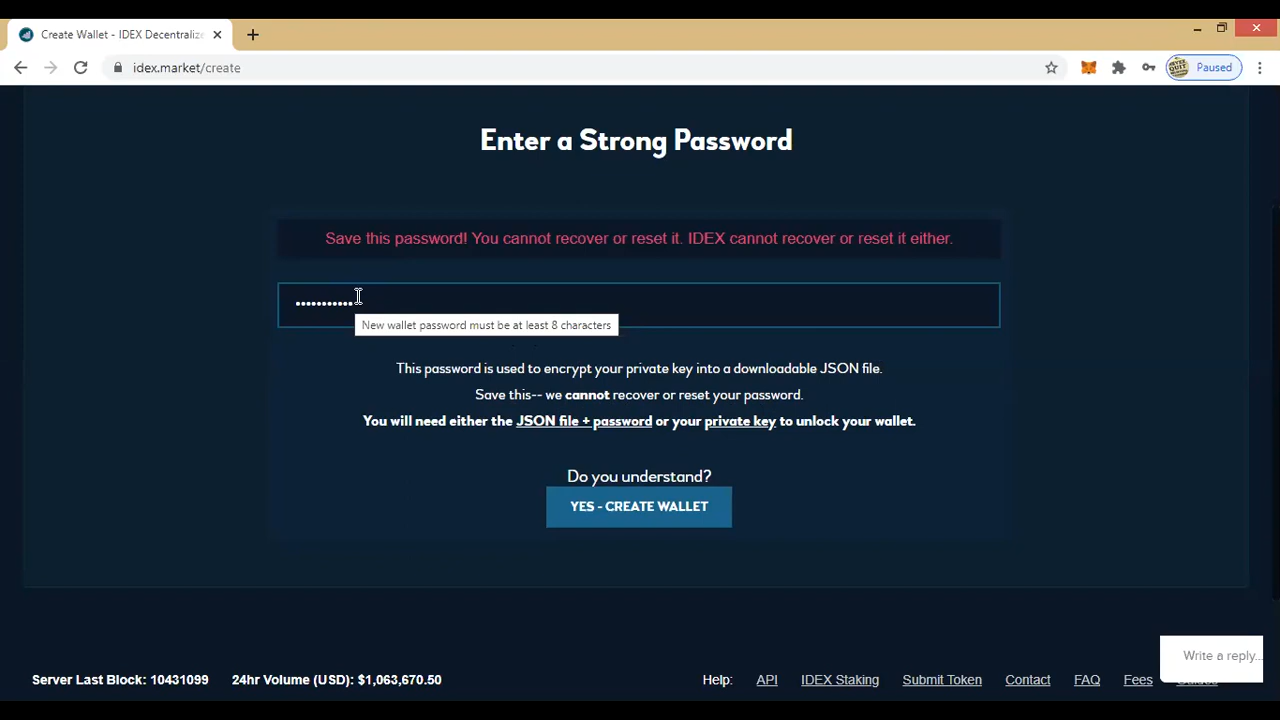 Create Wallet - IDEX Decentralize
idex.market/create
Paused
Enter a Strong Password
Save this password! You cannot recover or reset it. IDEX cannot recover or reset it either.
••••••••••••
New wallet password must be at least 8 characters
This password is used to encrypt your private key into a downloadable JSON file.
Save this-- we cannot recover or reset your password.
You will need either the JSON file + password or your private key to unlock your wallet.
Do you understand?
YES - CREATE WALLET
Write a reply...
Server Last Block: 10431099 24hr Volume (USD): $1,063,670.50 Help: API IDEX Staking Submit Token Contact FAQ Fees